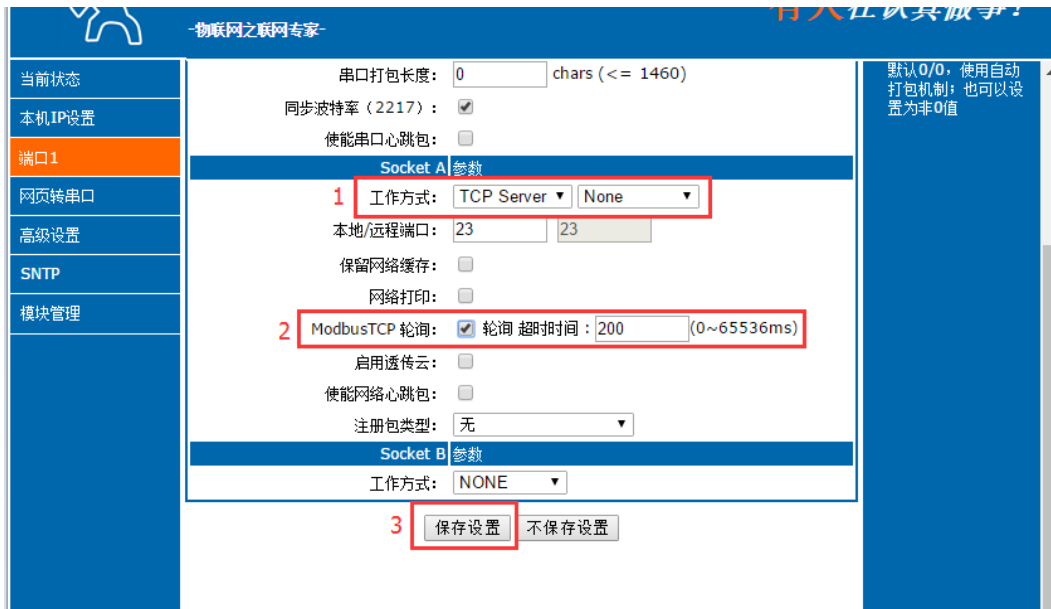 有人在认真做事!
-物联网之联网专家-
当前状态
本机IP设置
端口1
网页转串口
高级设置
SNTP
模块管理
串口打包长度: 0 chars (<= 1460)
同步波特率(2217):
使能串口心跳包:
Socket A 参数
1 工作方式: TCP Server None
本地/远程端口: 23 23
保留网络缓存:
网络打印:
2 ModbusTCP 轮询: 轮询 超时时间:200 (0~65536ms)
启用透传云:
使能网络心跳包:
注册包类型: 无
Socket B 参数
工作方式: NONE
3 保存设置 不保存设置
默认0/0,使用自动
打包机制;也可以设
置为非0值